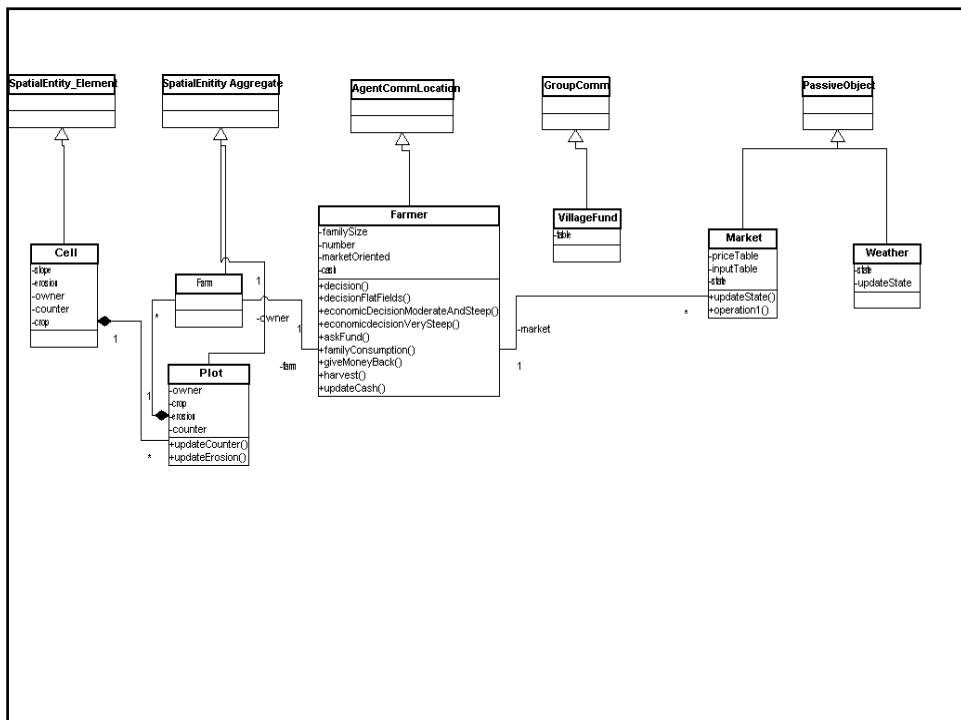 SpatialEntity_Element
SpatialEnitity Aggregate
AgentCommLocation
GroupComm
PassiveObject
Cell
-slope
-erosion
-owner
-counter
-crop
1
*
Farm
*
1
-owner
1
1
-farm
Plot
-owner
-crop
-erosion
-counter
+updateCounter()
+updateErosion()
Farmer
-familySize
-number
-marketOriented
-cash
+decision()
+decisionFlatFields()
+economicDecisionModerateAndSteep()
+economicdecisionVerySteep()
+askFund()
+familyConsumption()
+giveMoneyBack()
+harvest()
+updateCash()
-market
1
*
VillageFund
-table
Market
-priceTable
-inputTable
-state
+updateState()
+operation1()
Weather
-state
-updateState